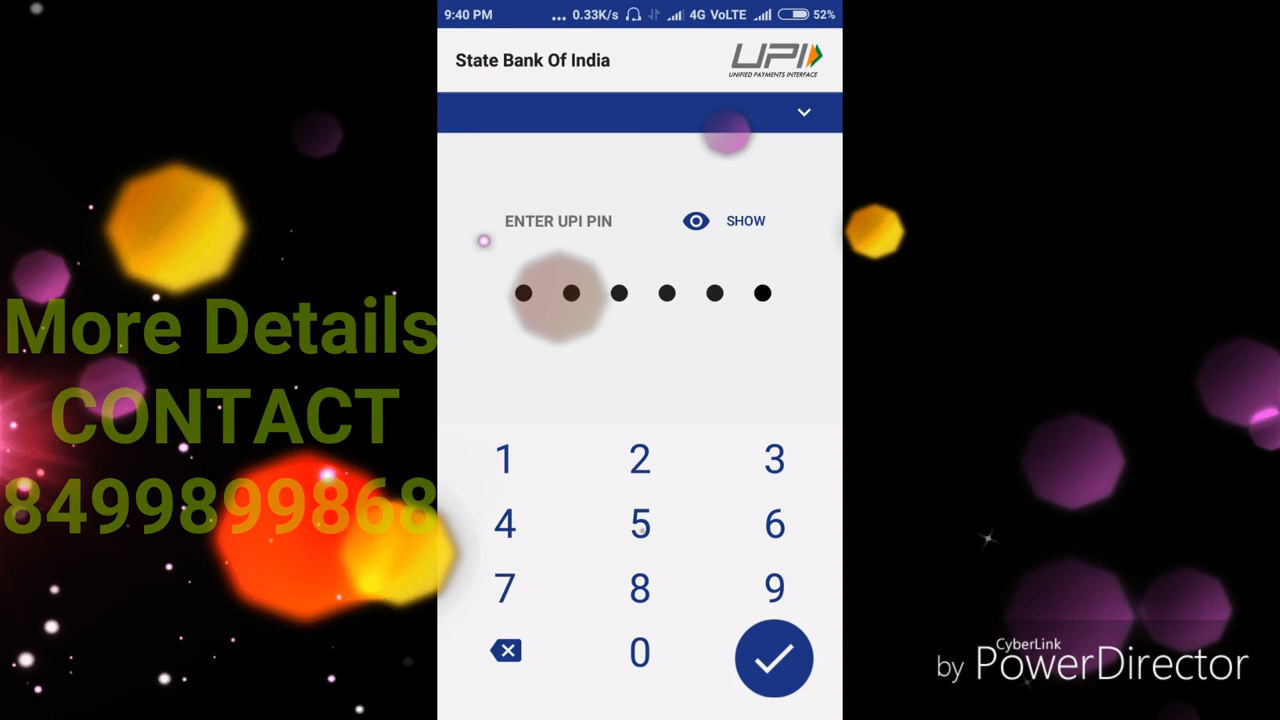 9:40 PM ... 0.33K/s 4G VoLTE 52%
State Bank Of India
UPI
UNIFIED PAYMENTS INTERFACE
ENTER UPI PIN SHOW
More Details
CONTACT
8499899868
1 2 3
4 5 6
7 8 9
0
by CyberLink
PowerDirector